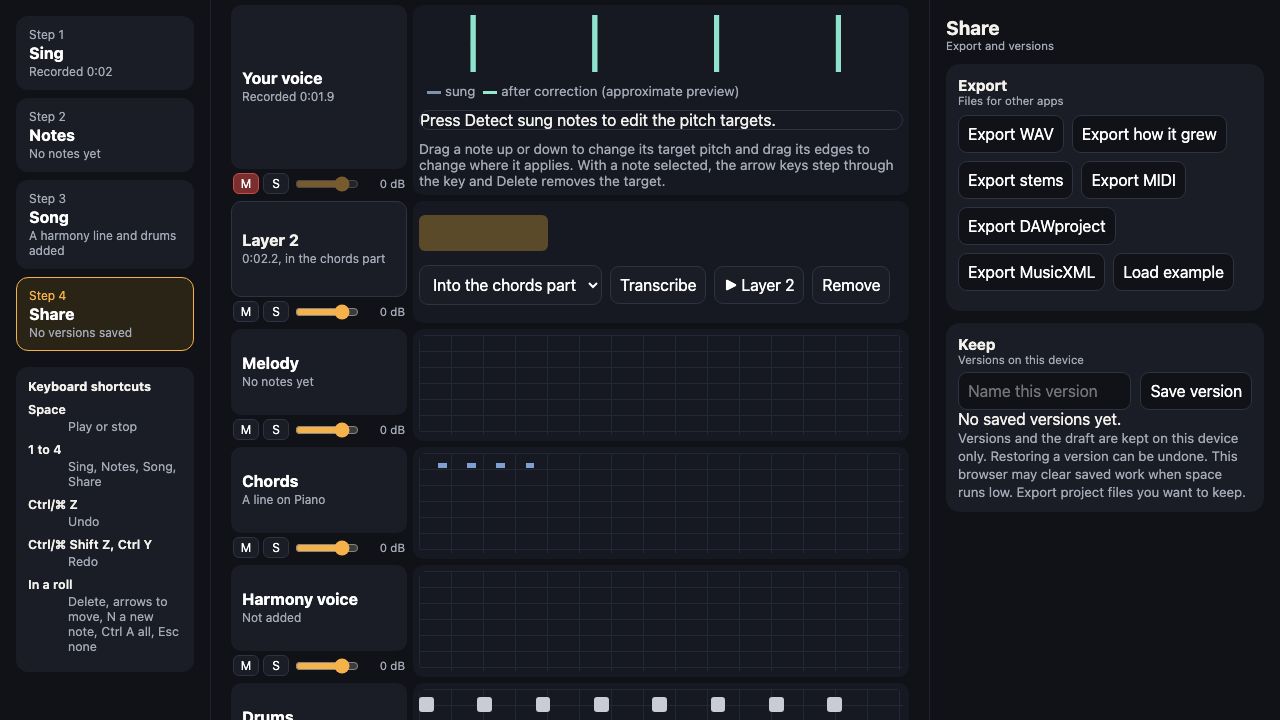 Step 1
Sing
Recorded 0:02
Step 2
Notes
No notes yet
Step 3
Song
A harmony line and drums
added
Step 4
Share
No versions saved
Keyboard shortcuts
Space
Play or stop
1 to 4
Sing, Notes, Song,
Share
Ctrl/⌘ Z
Undo
Ctrl/⌘ Shift Z, Ctrl Y
Redo
In a roll
Delete, arrows to
move, N a new
note, Ctrl A all, Esc
none
Your voice
Recorded 0:01.9
M S 0 dB
sung after correction (approximate preview)
Press Detect sung notes to edit the pitch targets.
Drag a note up or down to change its target pitch and drag its edges to
change where it applies. With a note selected, the arrow keys step through
the key and Delete removes the target.
Layer 2
0:02.2, in the chords part
M S 0 dB
Into the chords part Transcribe ▶ Layer 2 Remove
Melody
No notes yet
M S 0 dB
Chords
A line on Piano
M S 0 dB
Harmony voice
Not added
M S 0 dB
Drums
Share
Export and versions
Export
Files for other apps
Export WAV Export how it grew
Export stems Export MIDI
Export DAWproject
Export MusicXML Load example
Keep
Versions on this device
Name this version Save version
No saved versions yet.
Versions and the draft are kept on this device
only. Restoring a version can be undone. This
browser may clear saved work when space
runs low. Export project files you want to keep.